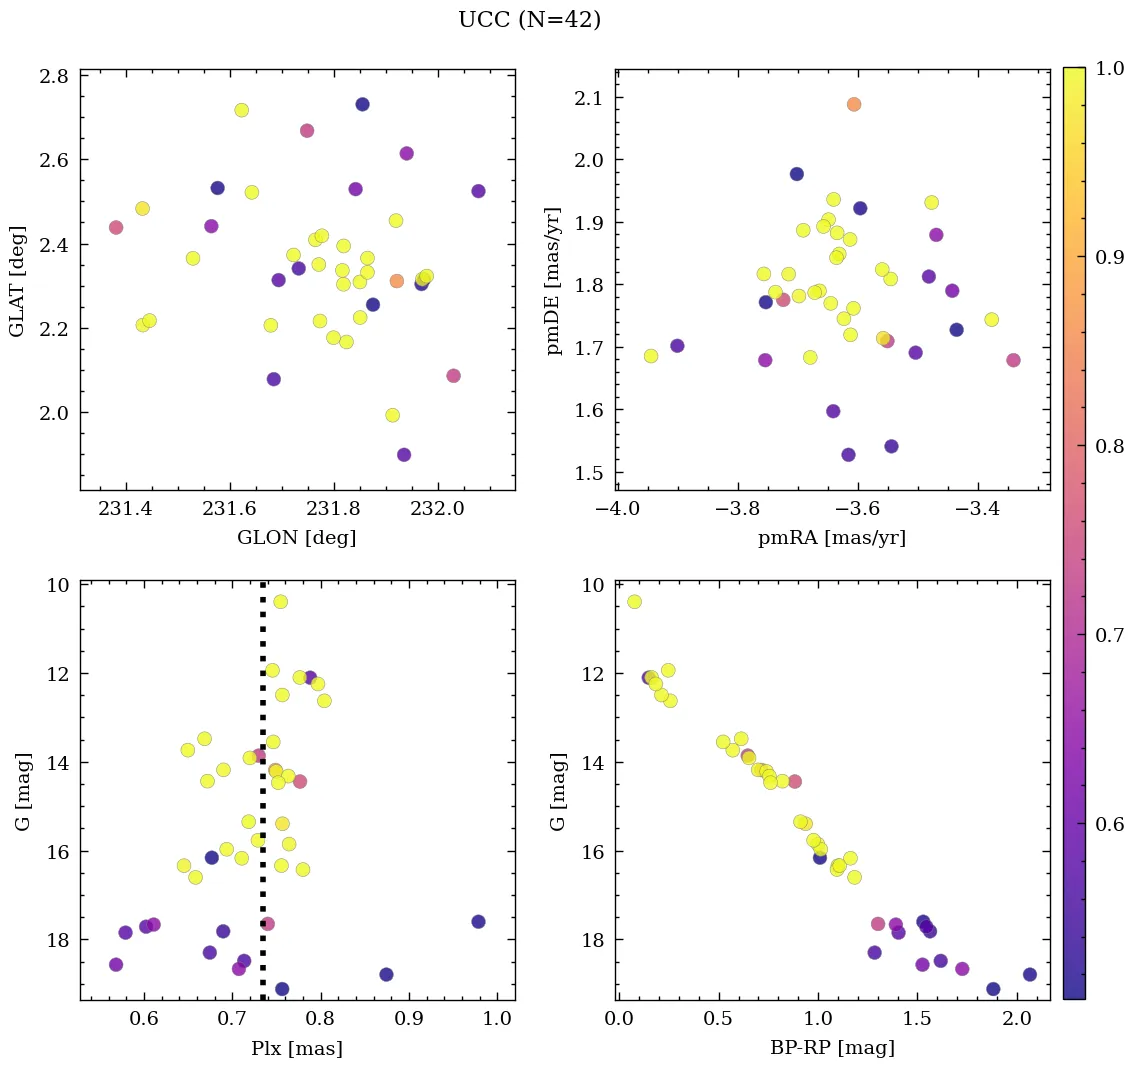 UCC (N=42)
2.8
2.6
2.4
2.2
2.0
GLAT [deg]
231.4 231.6 231.8 232.0
GLON [deg]
2.1
2.0
1.9
1.8
1.7
1.6
1.5
pmDE [mas/yr]
−4.0 −3.8 −3.6 −3.4
pmRA [mas/yr]
10
12
14
16
18
G [mag]
0.6 0.7 0.8 0.9 1.0
Plx [mas]
10
12
14
16
18
G [mag]
0.0 0.5 1.0 1.5 2.0
BP-RP [mag]
1.0
0.9
0.8
0.7
0.6